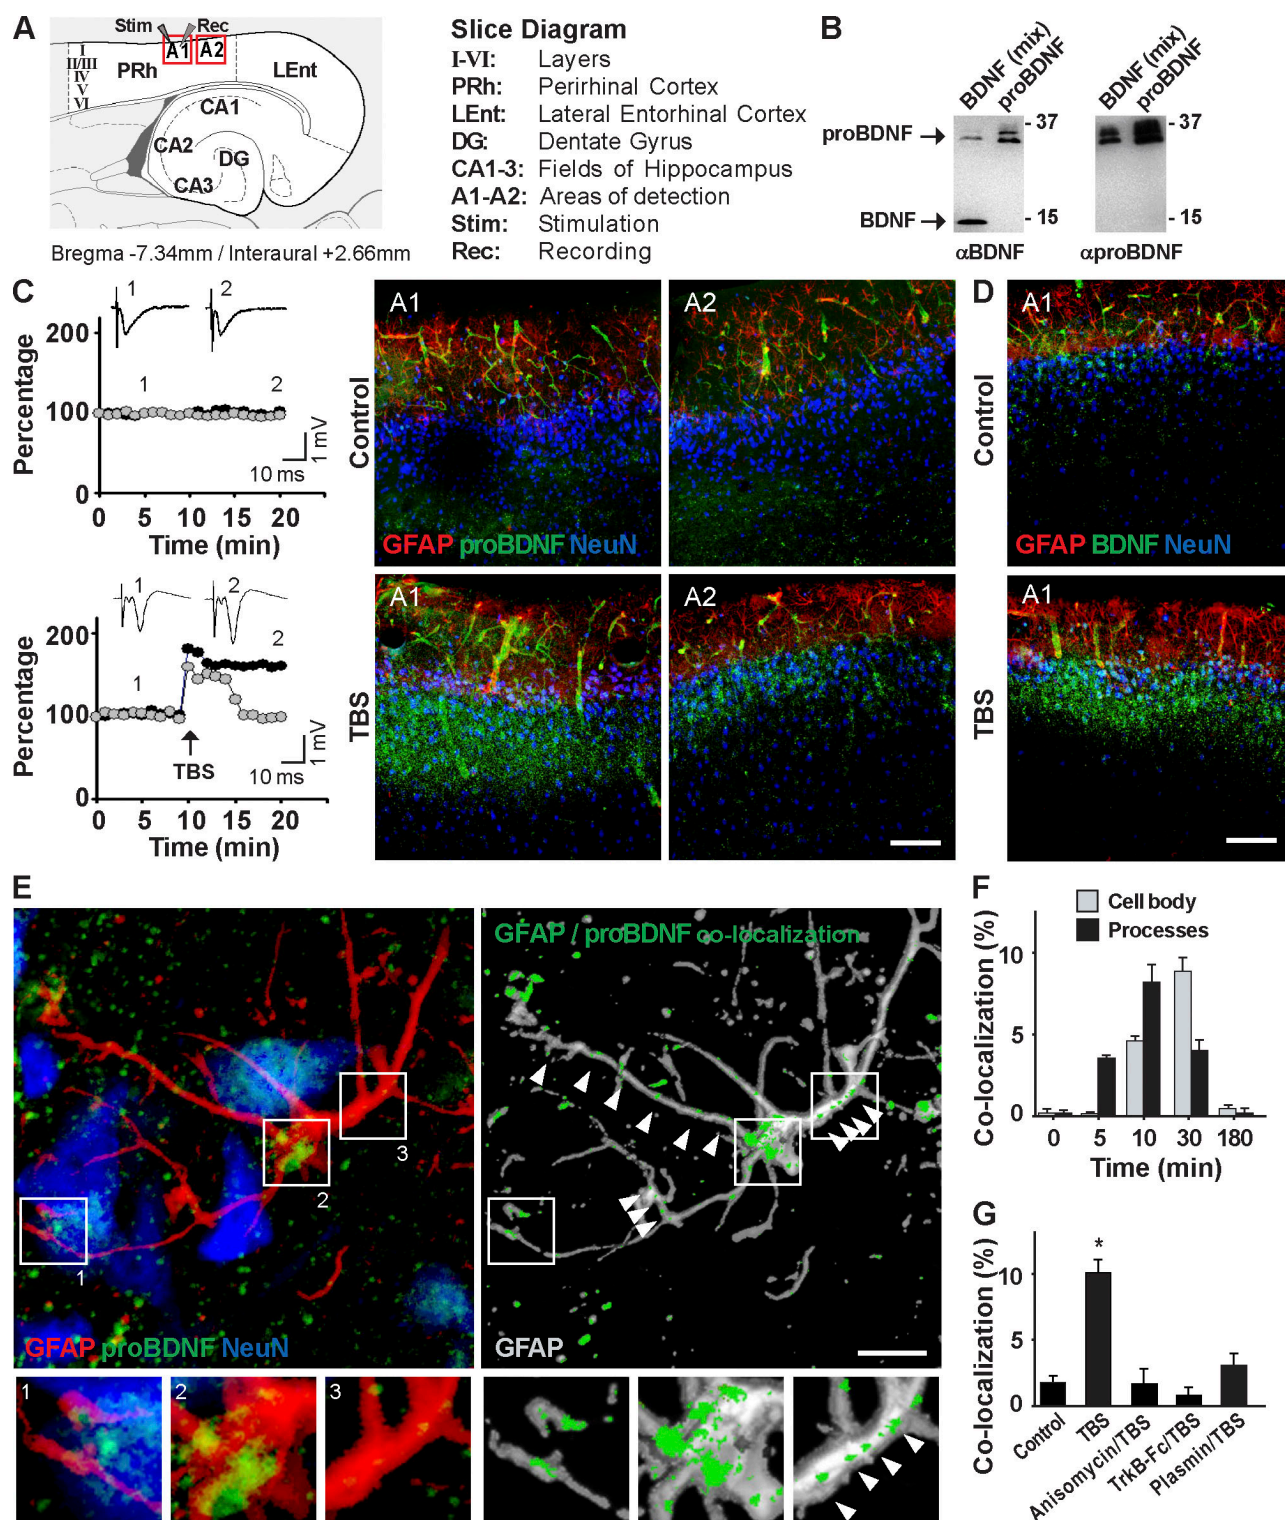 A
Stim
Rec
A1
A2
I
II/III
IV
V
VI
PRh
LEnt
CA1
CA2
DG
CA3
Bregma -7.34mm / Interaural +2.66mm
Slice Diagram
I-VI: Layers
PRh: Perirhinal Cortex
LEnt: Lateral Entorhinal Cortex
DG: Dentate Gyrus
CA1-3: Fields of Hippocampus
A1-A2: Areas of detection
Stim: Stimulation
Rec: Recording
B
BDNF (mix)
proBDNF
BDNF (mix)
proBDNF
proBDNF
- 37
- 37
BDNF
- 15
- 15
αBDNF
αproBDNF
C
1
2
200
100
0
Percentage
1
2
1 mV
10 ms
0 5 10 15 20
Time (min)
1
2
200
100
0
Percentage
1
2
TBS
1 mV
10 ms
0 5 10 15 20
Time (min)
Control
A1
A2
GFAP proBDNF NeuN
TBS
A1
A2
D
Control
A1
GFAP BDNF NeuN
TBS
A1
E
1
2
3
GFAP proBDNF NeuN
GFAP / proBDNF co-localization
GFAP
1
2
3
F
Cell body
Processes
Co-localization (%)
10
5
0
0 5 10 30 180
Time (min)
G
Co-localization (%)
10
5
0
*
Control
TBS
Anisomycin/TBS
TrkB-Fc/TBS
Plasmin/TBS